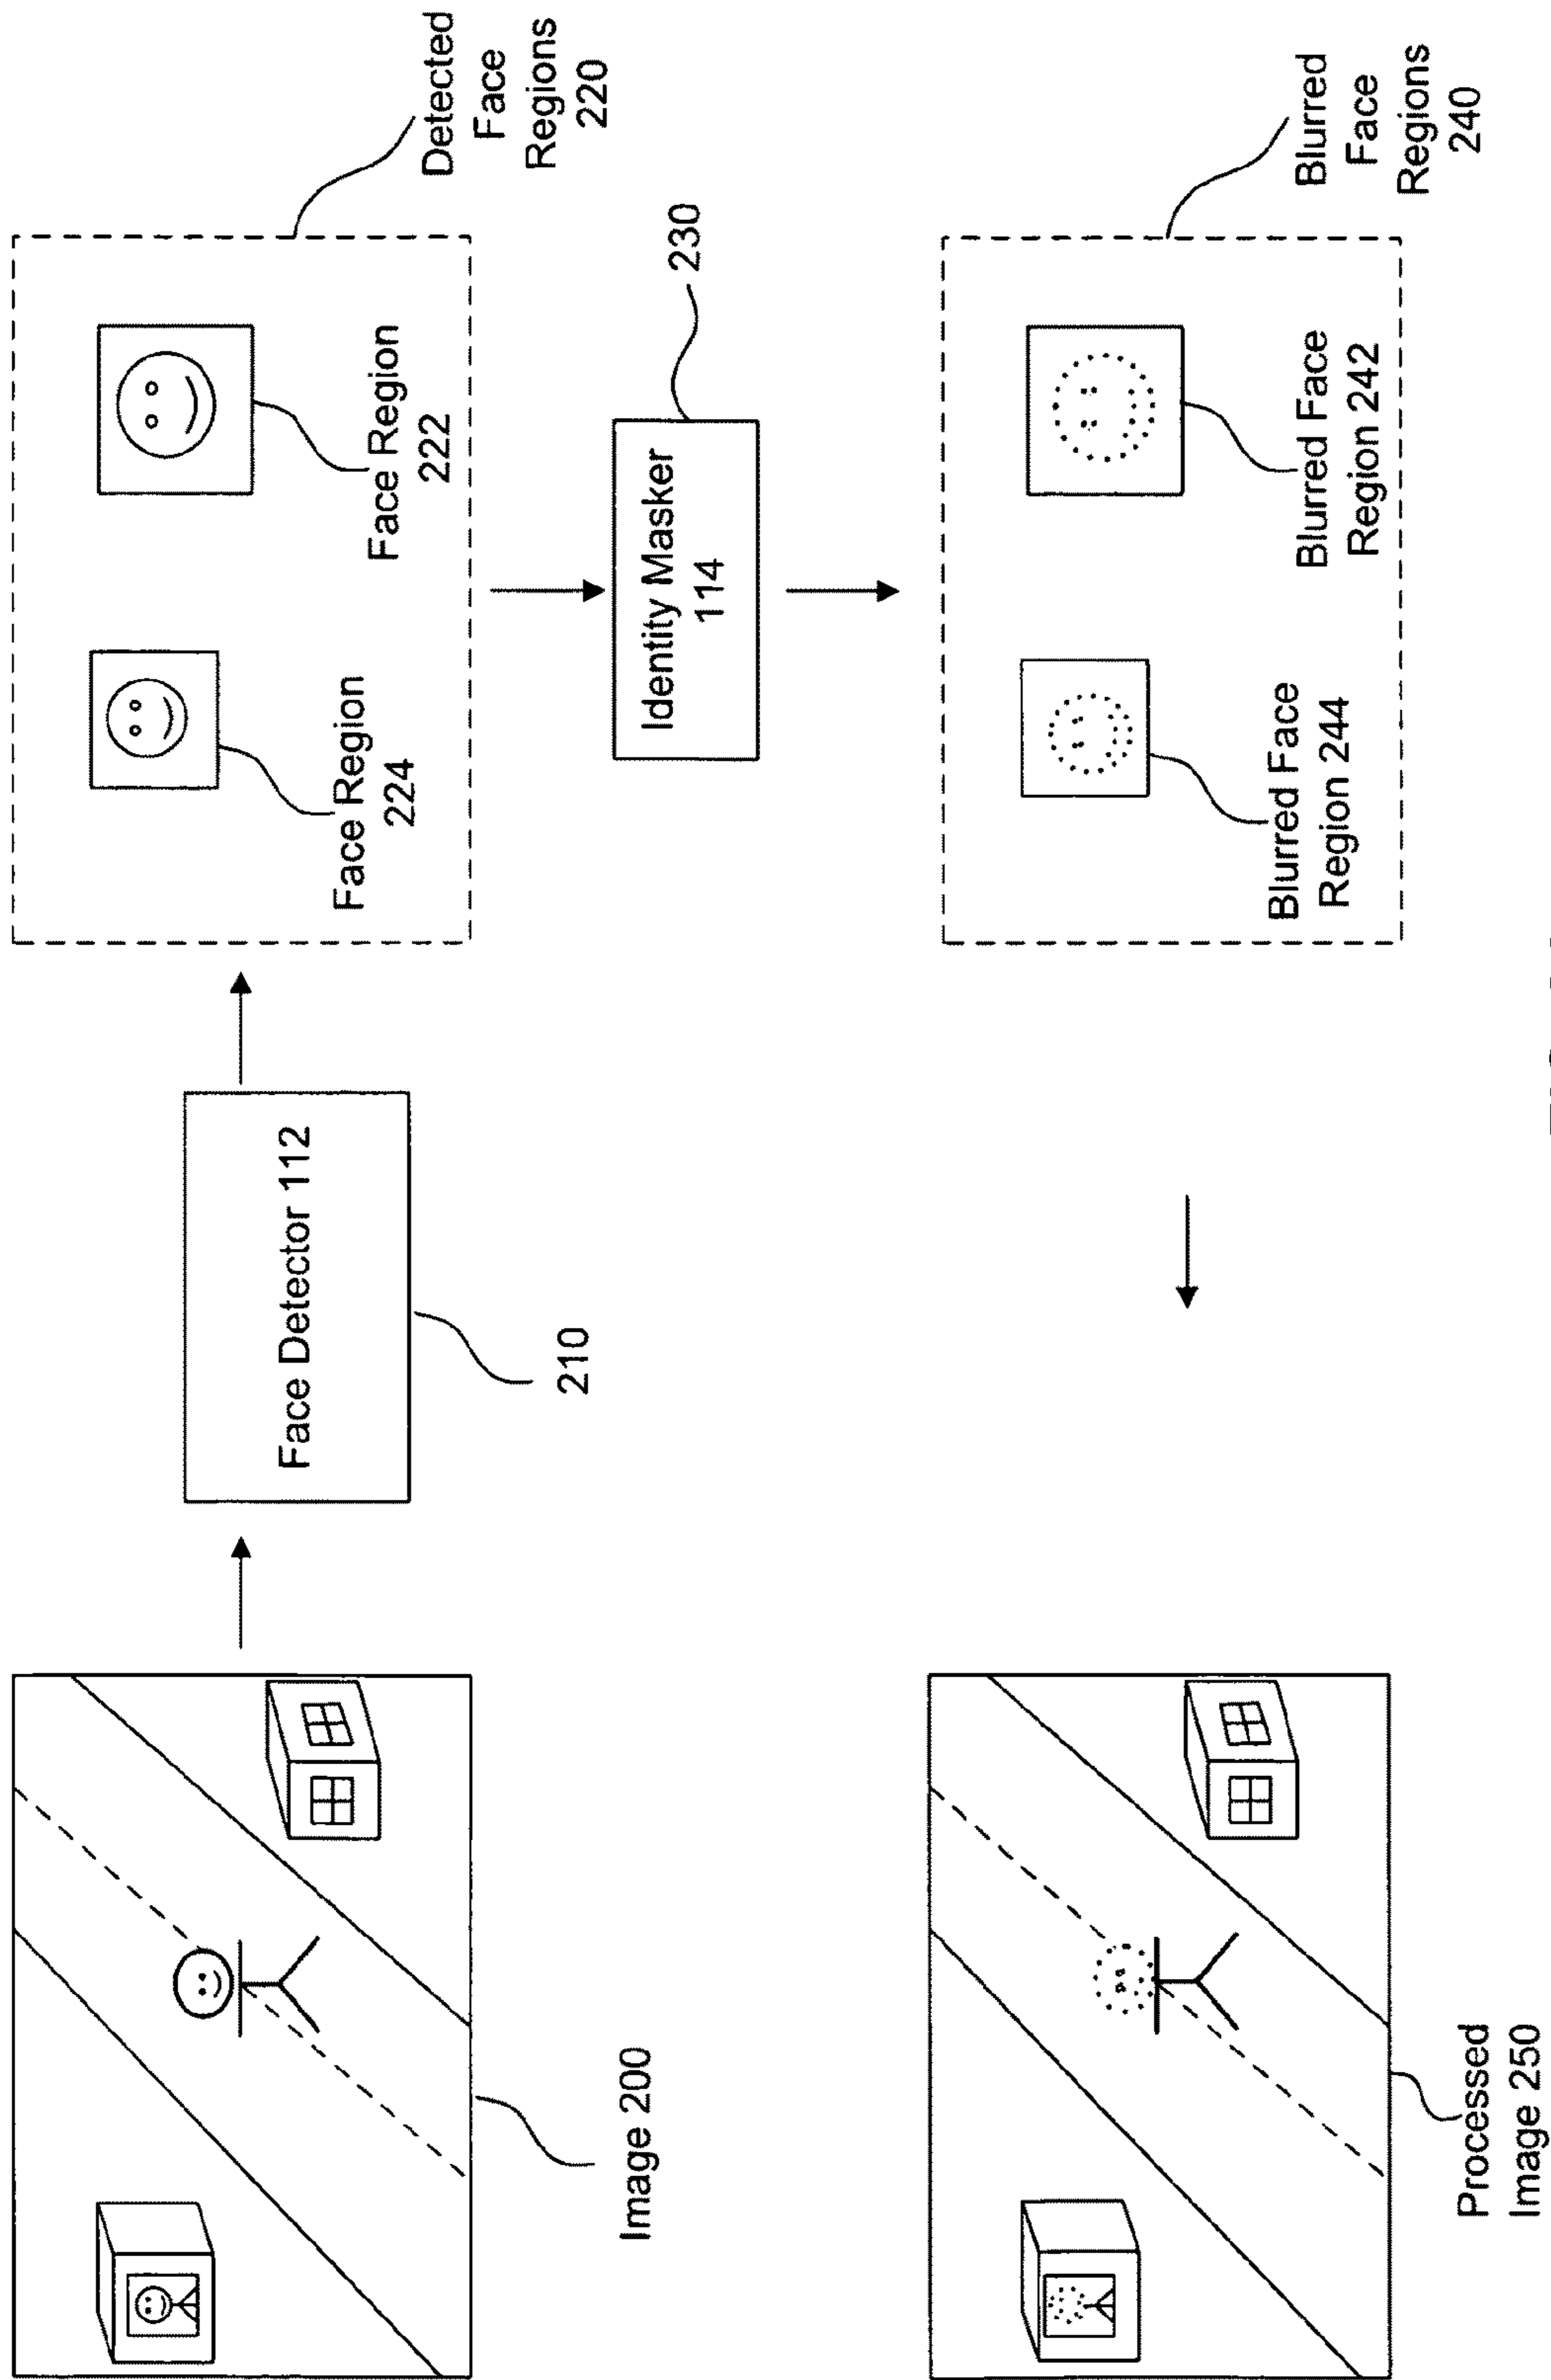 Image 200
Face Detector 112
210
Face Region
224
Face Region
222
Detected
Face
Regions
220
Identity Masker
114
230
Blurred Face
Region 244
Blurred Face
Region 242
Blurred
Face
Regions
240
Processed
Image 250